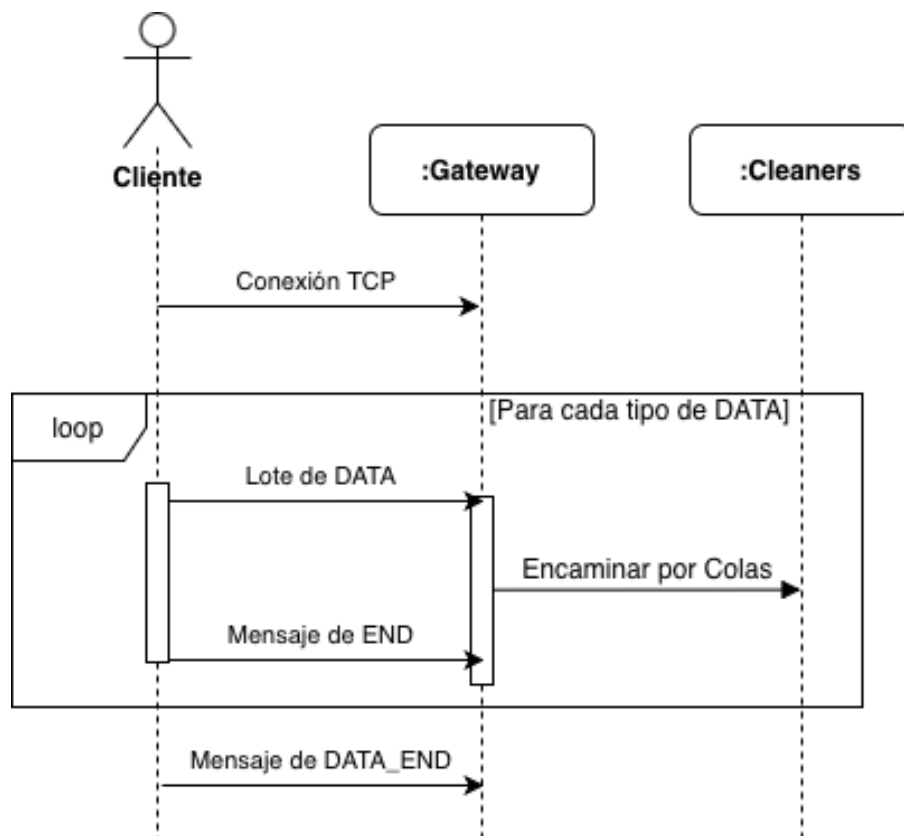 Cliente
:Gateway
:Cleaners
Conexión TCP
[Para cada tipo de DATA]
loop
Lote de DATA
Encaminar por Colas
Mensaje de END
Mensaje de DATA_END